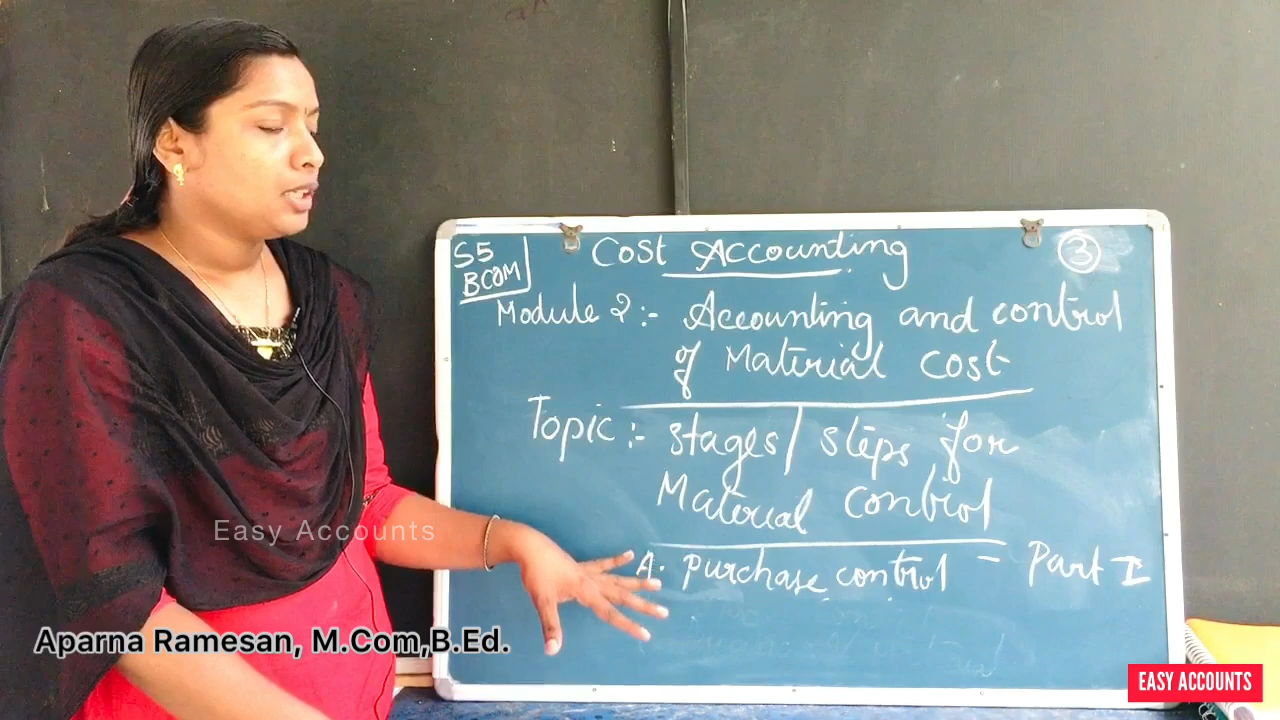 S5
BCOM
Cost Accounting
3
Module 2:- Accounting and control
of Material Cost
Topic:- stages/steps for
Material Control
A. Purchase control - Part I
Easy Accounts
Aparna Ramesan, M.Com,B.Ed.
EASY ACCOUNTS